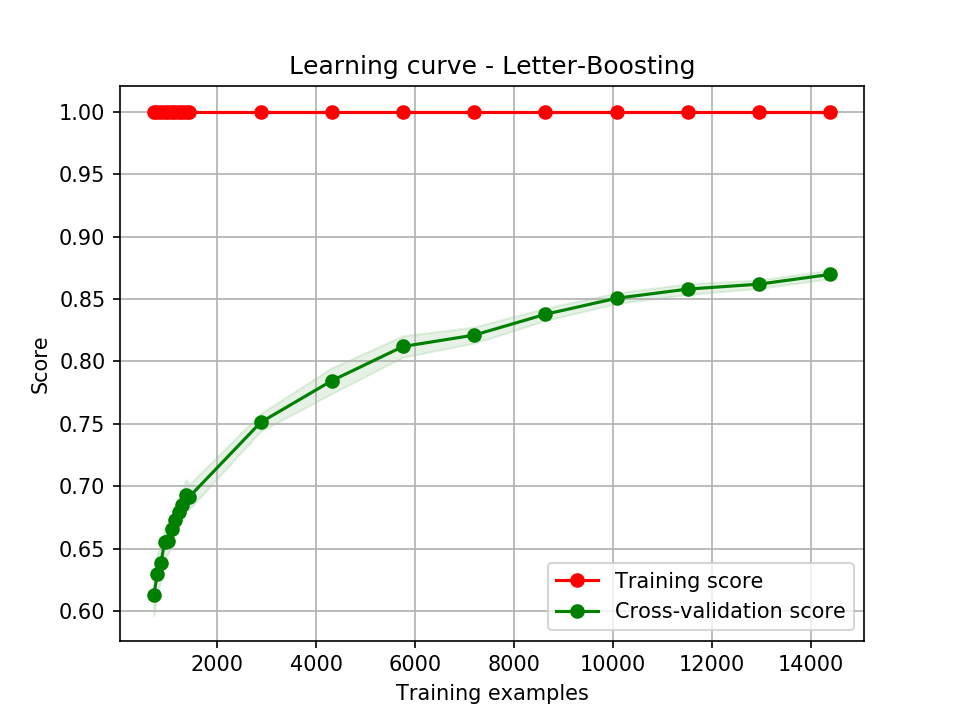 Learning curve - Letter-Boosting
1.00
0.95
0.90
0.85
0.80
0.75
0.70
0.65
0.60
Score
Training score
Cross-validation score
2000 4000 6000 8000 10000 12000 14000
Training examples